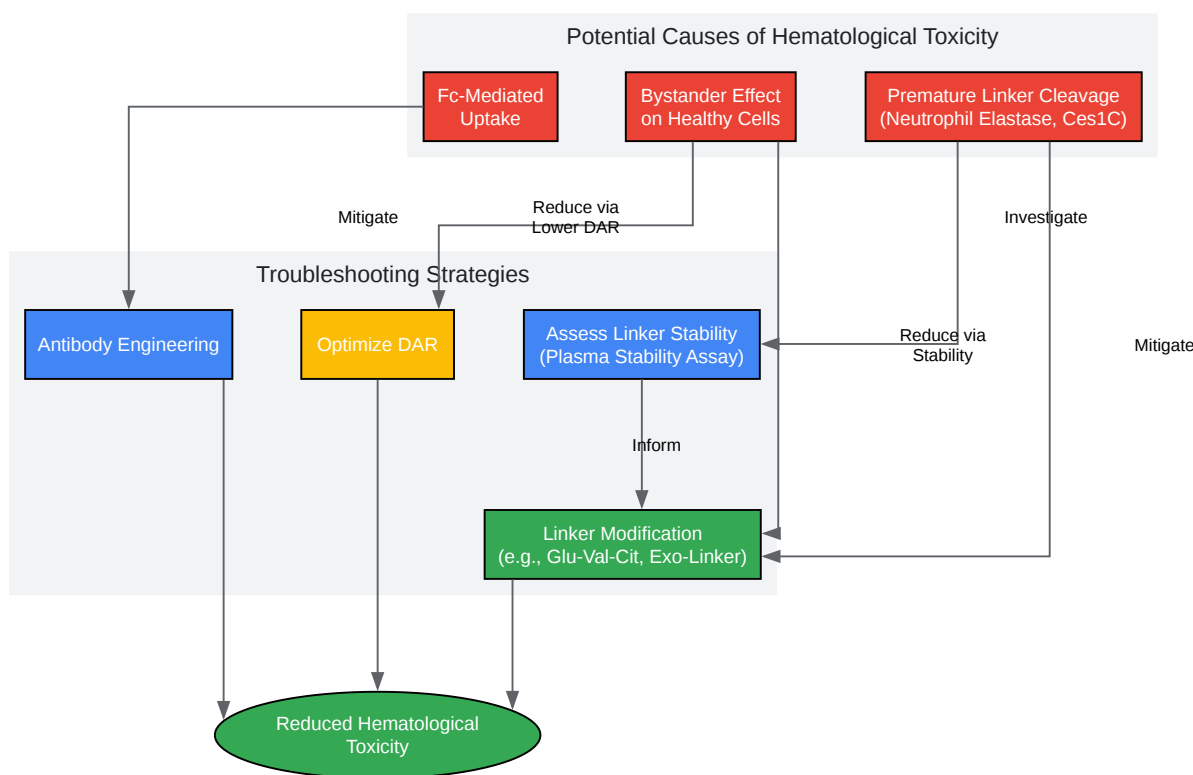 Potential Causes of Hematological Toxicity
Fc-Mediated
Uptake
Bystander Effect
on Healthy Cells
Premature Linker Cleavage
(Neutrophil Elastase, Ces1C)
Mitigate
Reduce via
Lower DAR
Investigate
Troubleshooting Strategies
Antibody Engineering
Optimize DAR
Assess Linker Stability
(Plasma Stability Assay)
Reduce via
Stability
Mitigate
Inform
Linker Modification
(e.g., Glu-Val-Cit, Exo-Linker)
Reduced Hematological
Toxicity